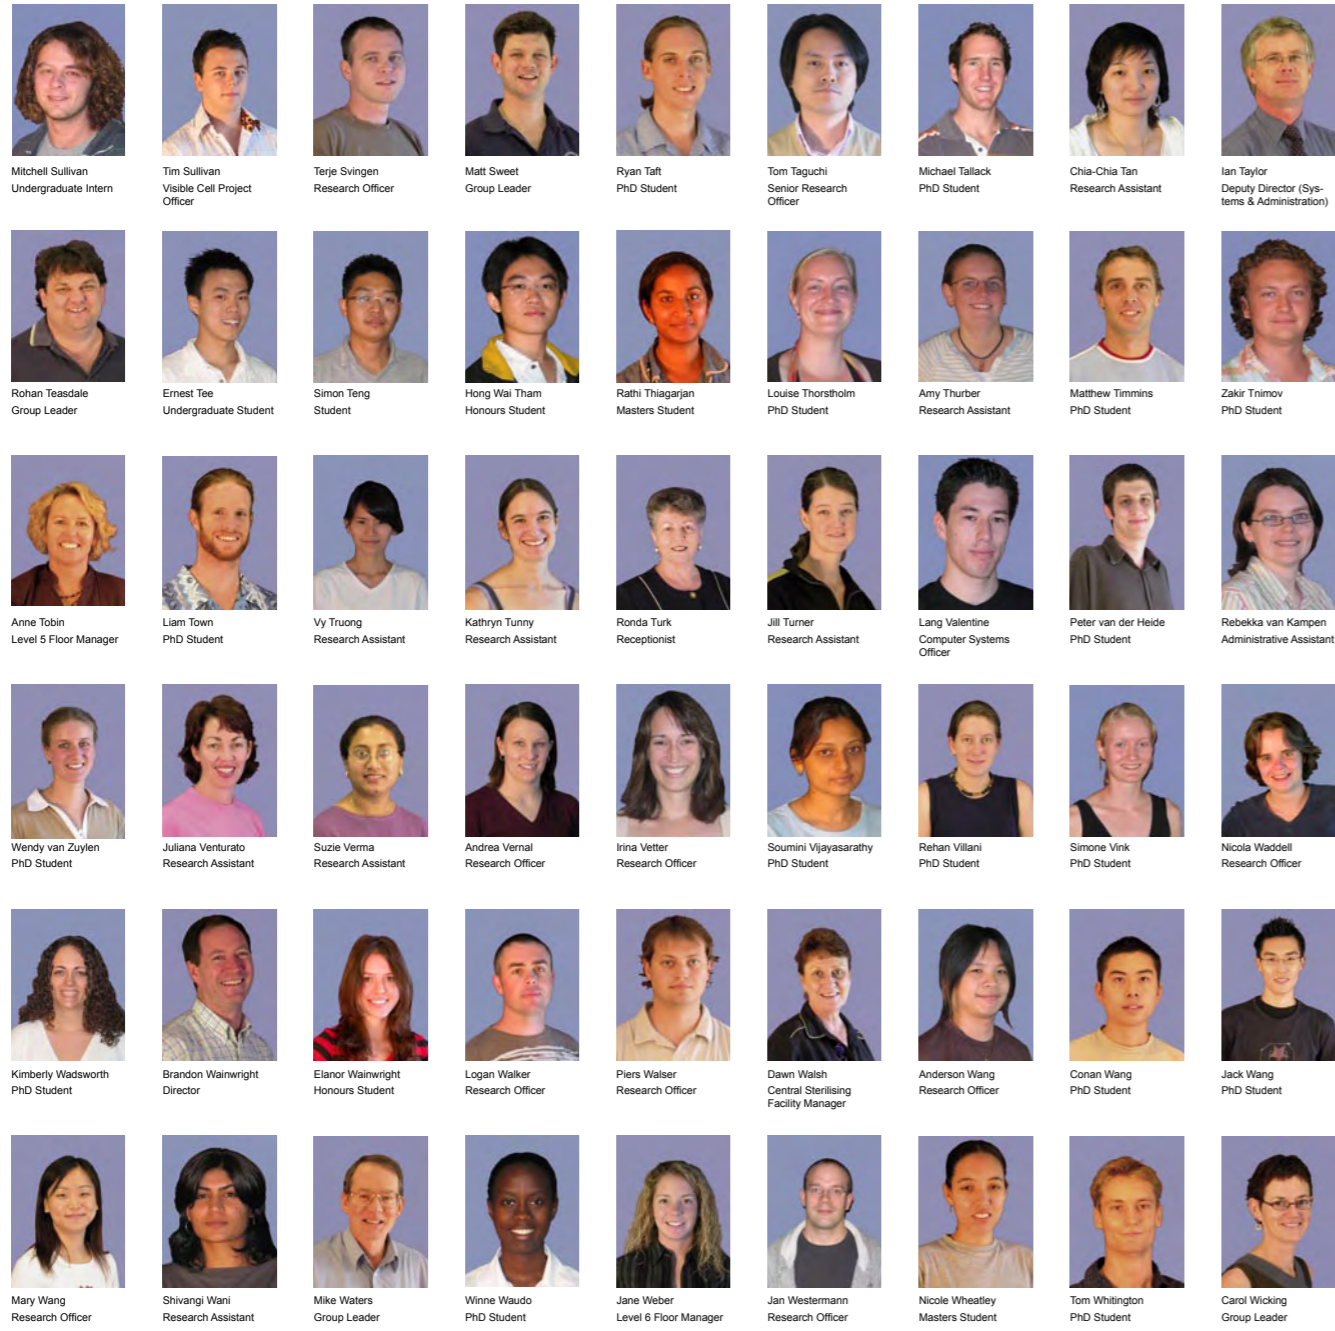 Mitchell Sullivan
Undergraduate Intern
Tim Sullivan
Visible Cell Project
Officer
Terje Svingen
Research Officer
Matt Sweet
Group Leader
Ryan Taft
PhD Student
Tom Taguchi
Senior Research
Officer
Michael Tallack
PhD Student
Chia-Chia Tan
Research Assistant
Ian Taylor
Deputy Director (Sys-
tems & Administration)
Rohan Teasdale
Group Leader
Ernest Tee
Undergraduate Student
Simon Teng
Student
Hong Wai Tham
Honours Student
Rathi Thiagarjan
Masters Student
Louise Thorstholm
PhD Student
Amy Thurber
Research Assistant
Matthew Timmins
PhD Student
Zakir Tnimov
PhD Student
Anne Tobin
Level 5 Floor Manager
Liam Town
PhD Student
Vy Truong
Research Assistant
Kathryn Tunny
Research Assistant
Ronda Turk
Receptionist
Jill Turner
Research Assistant
Lang Valentine
Computer Systems
Officer
Peter van der Heide
PhD Student
Rebekka van Kampen
Administrative Assistant
Wendy van Zuylen
PhD Student
Juliana Venturato
Research Assistant
Suzie Verma
Research Assistant
Andrea Vernal
Research Officer
Irina Vetter
Research Officer
Soumini Vijayasarathy
PhD Student
Rehan Villani
PhD Student
Simone Vink
PhD Student
Nicola Waddell
Research Officer
Kimberly Wadsworth
PhD Student
Brandon Wainwright
Director
Elanor Wainwright
Honours Student
Logan Walker
Research Officer
Piers Walser
Research Officer
Dawn Walsh
Central Sterilising
Facility Manager
Anderson Wang
Research Officer
Conan Wang
PhD Student
Jack Wang
PhD Student
Mary Wang
Research Officer
Shivangi Wani
Research Assistant
Mike Waters
Group Leader
Winne Waudo
PhD Student
Jane Weber
Level 6 Floor Manager
Jan Westermann
Research Officer
Nicole Wheatley
Masters Student
Tom Whitington
PhD Student
Carol Wicking
Group Leader